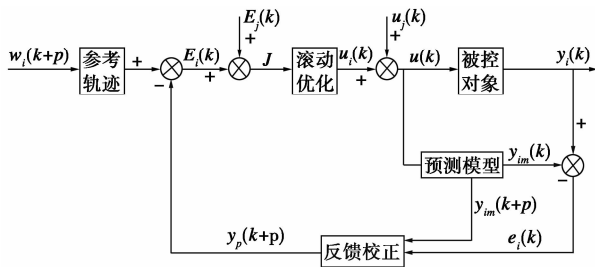 E_j(k)
u_j(k)
+
+
w_i(k+p)
参考
轨迹
+
E_i(k)
+
J
滚动
优化
u_i(k)
+
u(k)
被控
对象
y_i(k)
−
+
预测模型
y_im(k)
−
y_im(k+p)
y_p(k+p)
反馈校正
e_i(k)